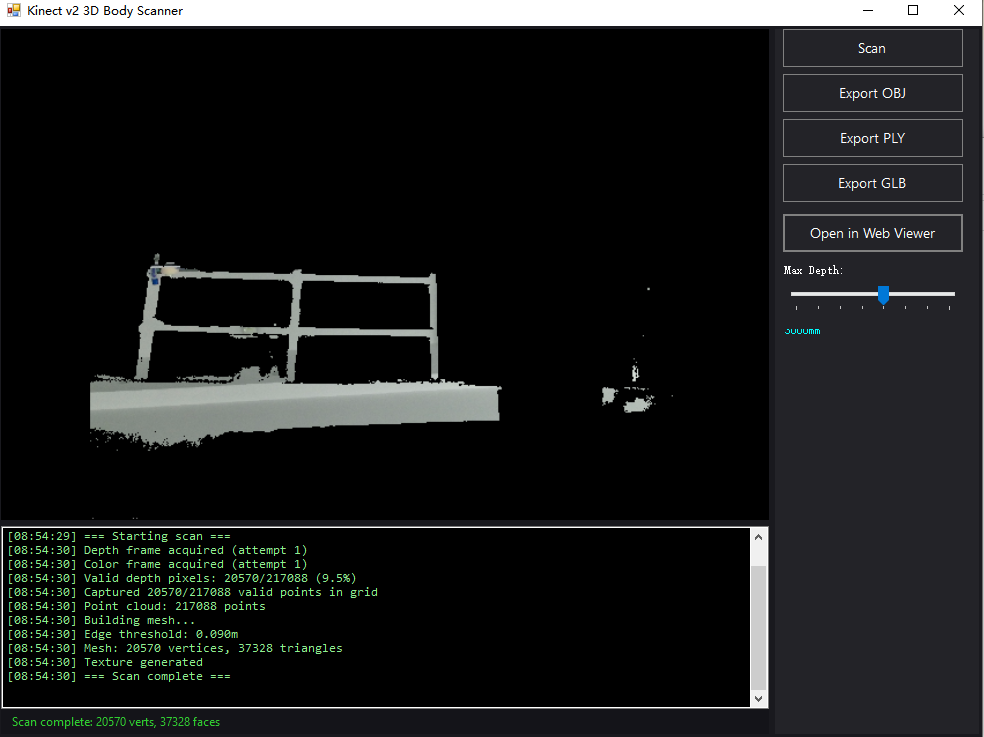 Kinect v2 3D Body Scanner
Scan
Export OBJ
Export PLY
Export GLB
Open in Web Viewer
Max Depth:
3000mm
[08:54:29] === Starting scan ===
[08:54:30] Depth frame acquired (attempt 1)
[08:54:30] Color frame acquired (attempt 1)
[08:54:30] Valid depth pixels: 20570/217088 (9.5%)
[08:54:30] Captured 20570/217088 valid points in grid
[08:54:30] Point cloud: 217088 points
[08:54:30] Building mesh...
[08:54:30] Edge threshold: 0.090m
[08:54:30] Mesh: 20570 vertices, 37328 triangles
[08:54:30] Texture generated
[08:54:30] === Scan complete ===
Scan complete: 20570 verts, 37328 faces